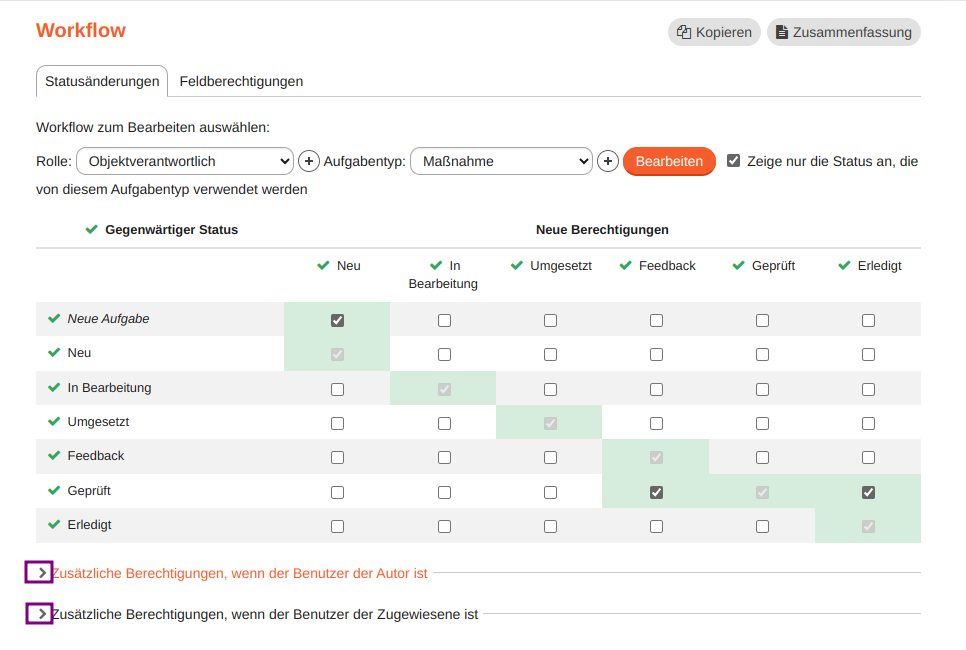 Workflow
Kopieren
Zusammenfassung
Statusänderungen
Feldberechtigungen
Workflow zum Bearbeiten auswählen:
Rolle: Objektverantwortlich Aufgabentyp: Maßnahme Bearbeiten Zeige nur die Status an, die
von diesem Aufgabentyp verwendet werden
Gegenwärtiger Status Neue Berechtigungen
Neu In Umgesetzt Feedback Geprüft Erledigt
Bearbeitung
Neue Aufgabe
Neu
In Bearbeitung
Umgesetzt
Feedback
Geprüft
Erledigt
Zusätzliche Berechtigungen, wenn der Benutzer der Autor ist
Zusätzliche Berechtigungen, wenn der Benutzer der Zugewiesene ist